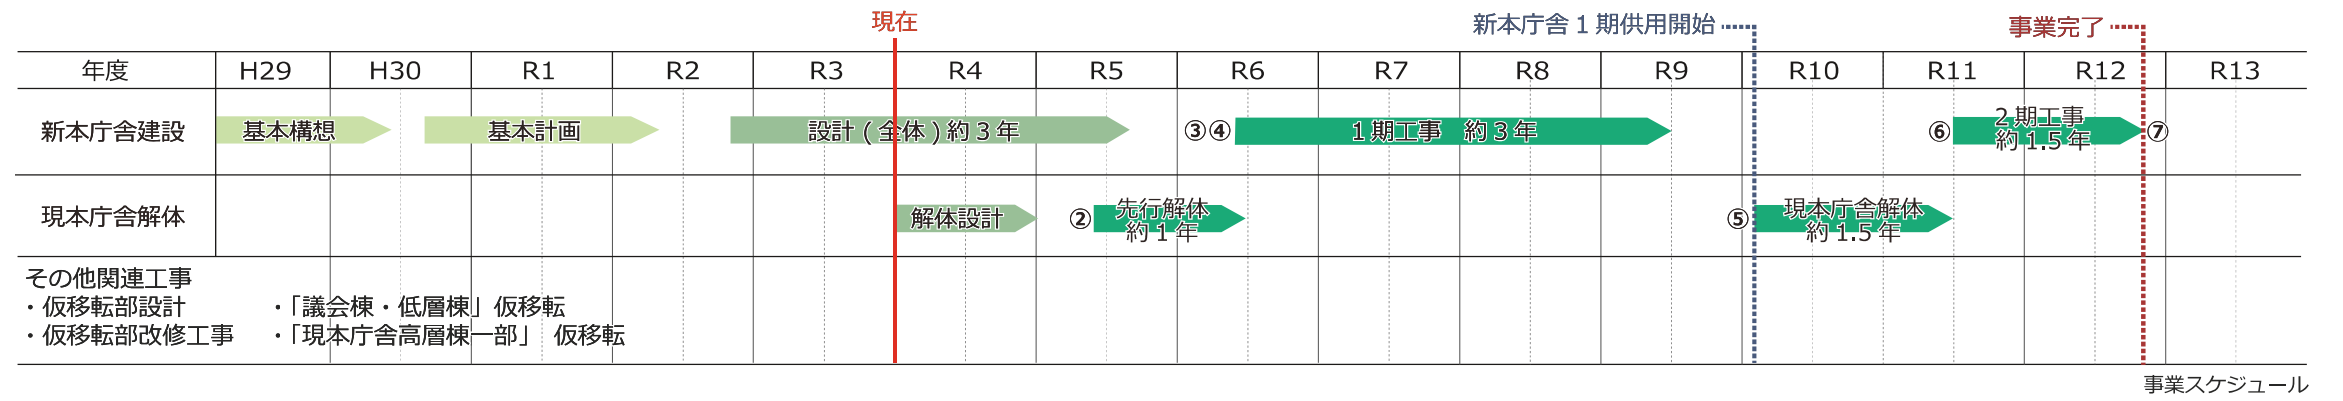 現在
新本庁舎1期供用開始
事業完了
年度 H29 H30 R1 R2 R3 R4 R5 R6 R7 R8 R9 R10 R11 R12 R13
新本庁舎建設
基本構想
基本計画
設計(全体)約3年
③④
1期工事 約3年
⑥
2期工事
約1.5年
⑦
現本庁舎解体
解体設計
②
先行解体
約1年
⑤
現本庁舎解体
約1.5年
その他関連工事
・仮移転部設計 ・「議会棟・低層棟」仮移転
・仮移転部改修工事 ・「現本庁舎高層棟一部」 仮移転
事業スケジュール